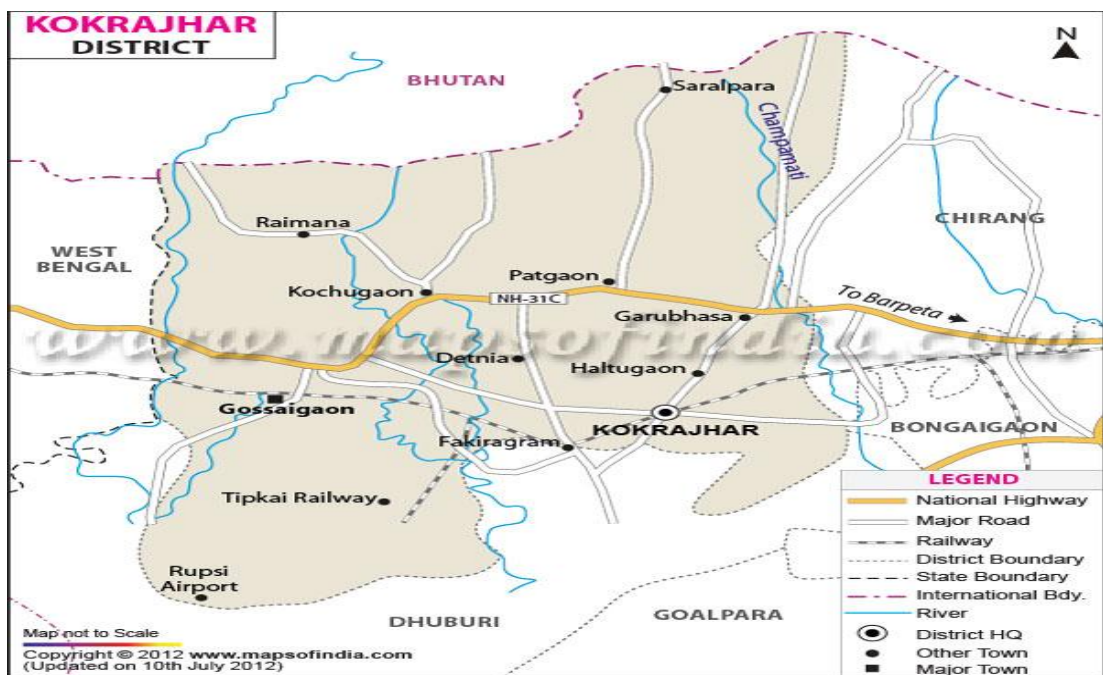 KOKRAJHAR
DISTRICT
N
BHUTAN
Saralpara
Champamati
Raimana
CHIRANG
WEST
BENGAL
Patgaon
Kochugaon
NH-31C
To Barpeta
Garubhasa
www.mapsofindia.com
Detnia
Haltugaon
Gossaigaon
KOKRAJHAR
BONGAIGAON
Fakiragram
Tipkai Railway
Rupsi
Airport
DHUBURI
GOALPARA
LEGEND
National Highway
Major Road
Railway
District Boundary
State Boundary
International Bdy.
River
District HQ
Other Town
Major Town
Map not to Scale
Copyright © 2012 www.mapsofindia.com
(Updated on 10th July 2012)